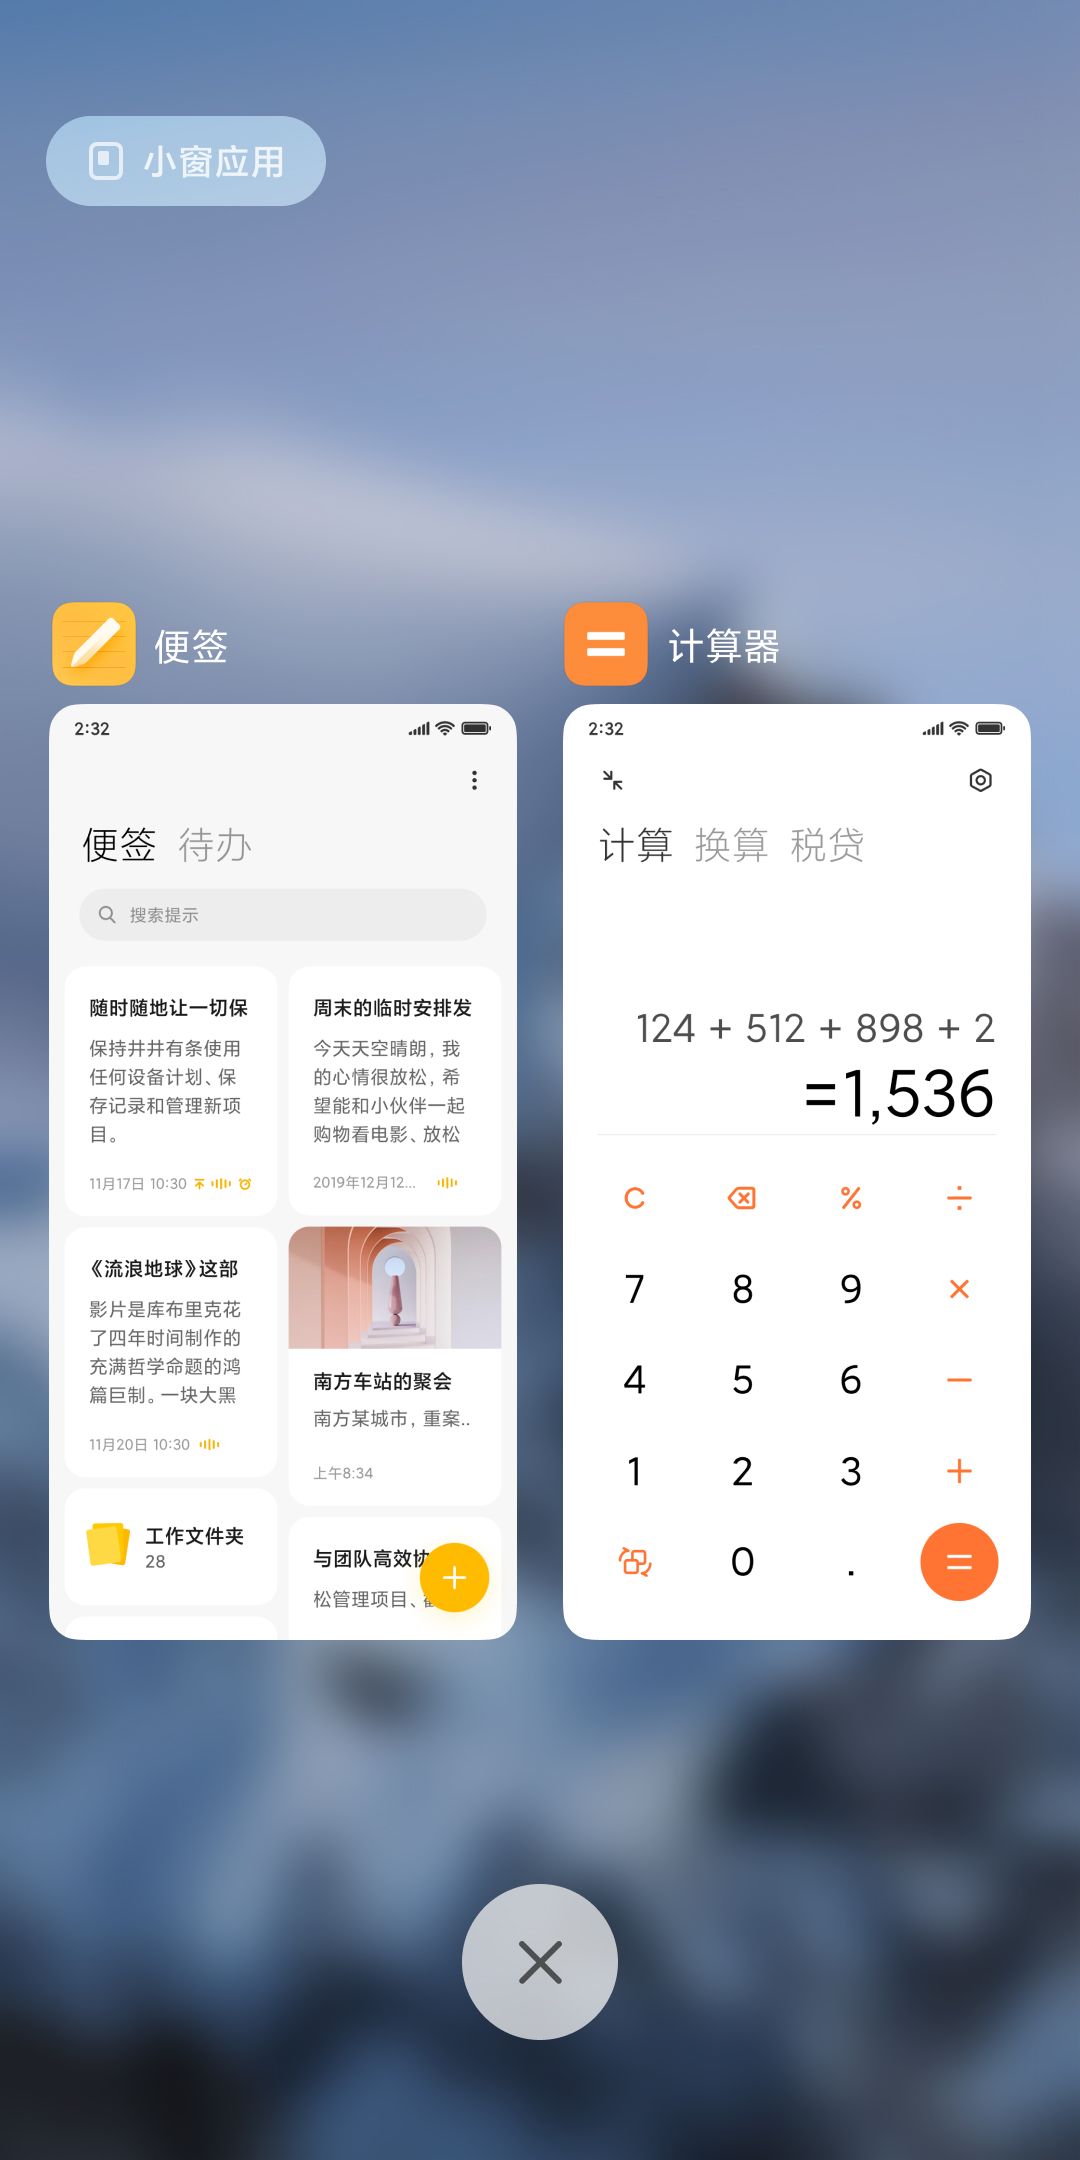 小窗应用
便签
2:32
便签 待办
搜索提示
随时随地让一切保
保持井井有条使用
任何设备计划、保
存记录和管理新项
目。
11月17日 10:30
《流浪地球》这部
影片是库布里克花
了四年时间制作的
充满哲学命题的鸿
篇巨制。一块大黑
11月20日 10:30
工作文件夹
28
周末的临时安排发
今天天空晴朗，我
的心情很放松，希
望能和小伙伴一起
购物看电影、放松
2019年12月12...
南方车站的聚会
南方某城市，重案..
上午8:34
与团队高效协
松管理项目、
+
计算器
2:32
计算 换算 税贷
124 + 512 + 898 + 2
=1,536
C % ÷
7 8 9 ×
4 5 6 −
1 2 3 +
0 . =